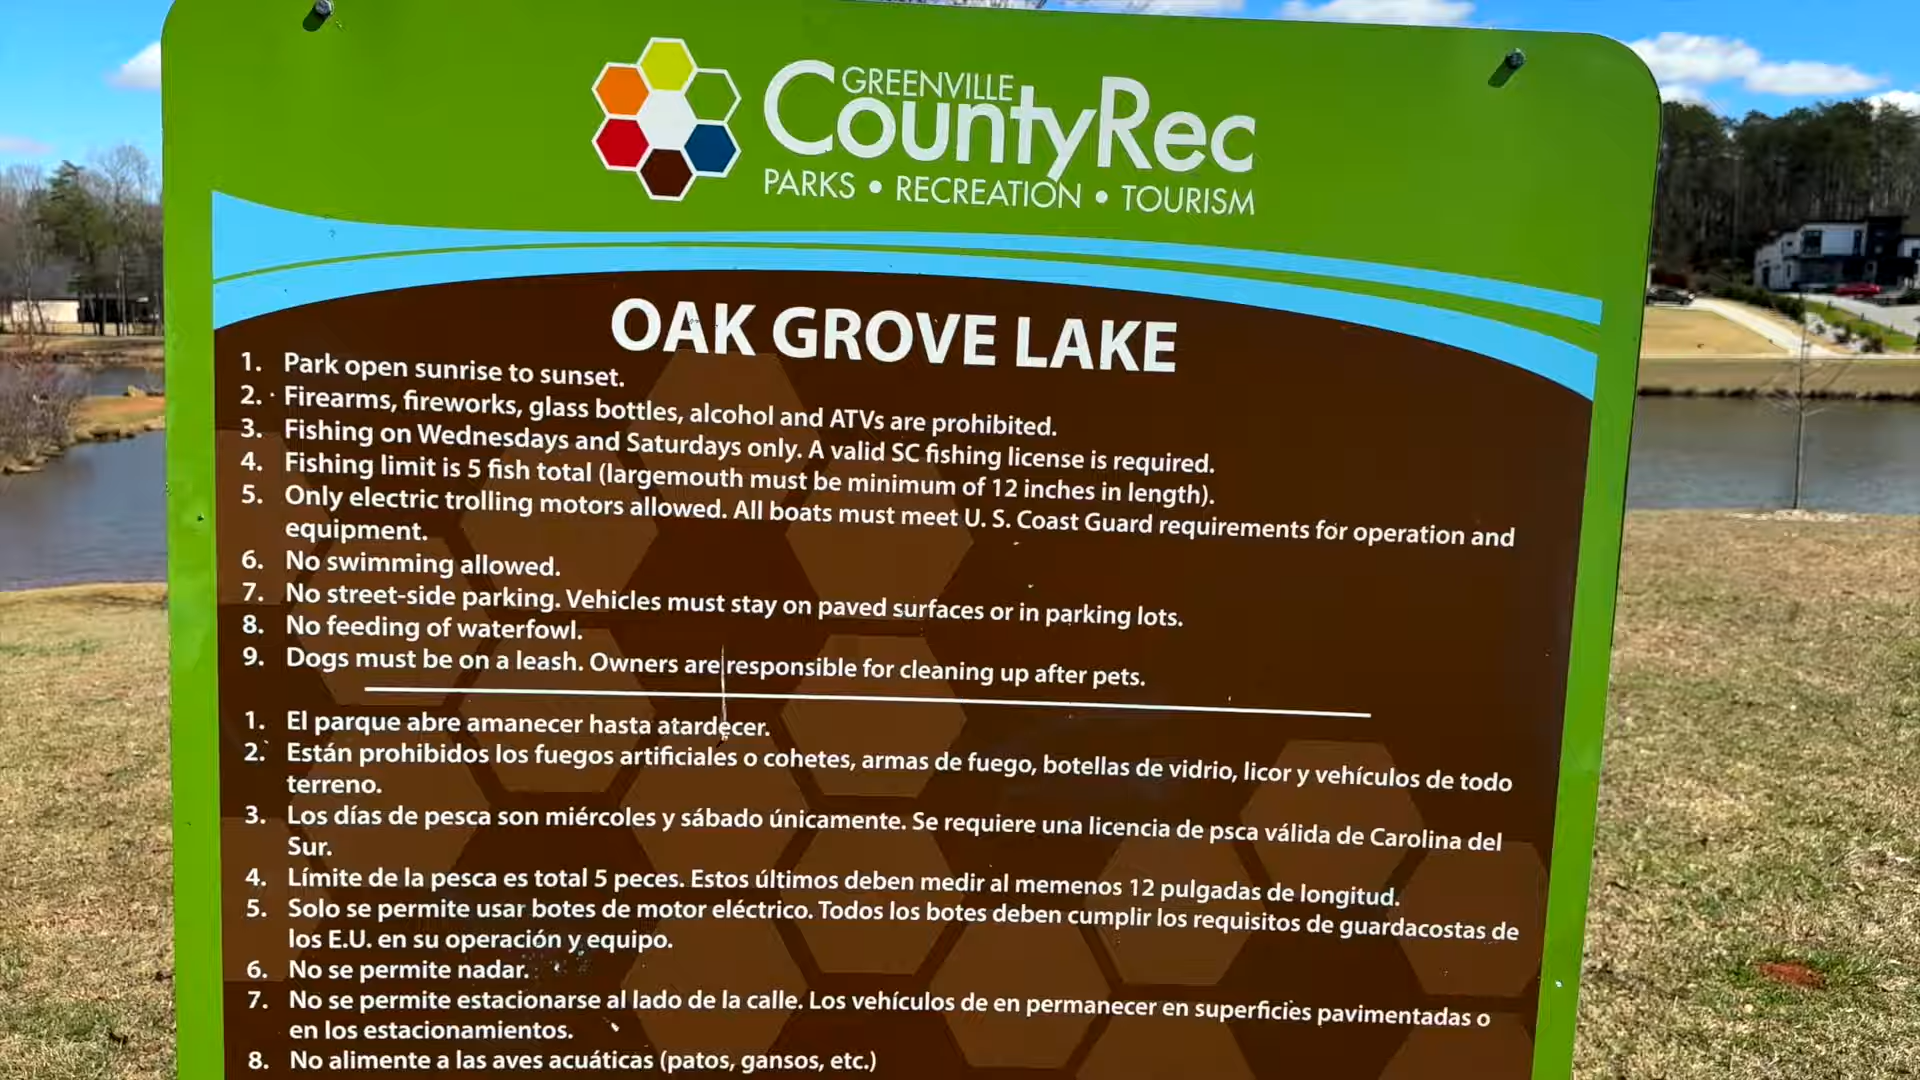 GREENVILLE
CountyRec
PARKS • RECREATION • TOURISM
OAK GROVE LAKE
1. Park open sunrise to sunset.
2. Firearms, fireworks, glass bottles, alcohol and ATVs are prohibited.
3. Fishing on Wednesdays and Saturdays only. A valid SC fishing license is required.
4. Fishing limit is 5 fish total (largemouth must be minimum of 12 inches in length).
5. Only electric trolling motors allowed. All boats must meet U. S. Coast Guard requirements for operation and
equipment.
6. No swimming allowed.
7. No street-side parking. Vehicles must stay on paved surfaces or in parking lots.
8. No feeding of waterfowl.
9. Dogs must be on a leash. Owners are responsible for cleaning up after pets.
1. El parque abre amanecer hasta atardecer.
2. Están prohibidos los fuegos artificiales o cohetes, armas de fuego, botellas de vidrio, licor y vehículos de todo
terreno.
3. Los días de pesca son miércoles y sábado únicamente. Se requiere una licencia de psca válida de Carolina del
Sur.
4. Límite de la pesca es total 5 peces. Estos últimos deben medir al memenos 12 pulgadas de longitud.
5. Solo se permite usar botes de motor eléctrico. Todos los botes deben cumplir los requisitos de guardacostas de
los E.U. en su operación y equipo.
6. No se permite nadar.
7. No se permite estacionarse al lado de la calle. Los vehículos de en permanecer en superficies pavimentadas o
en los estacionamientos.
8. No alimente a las aves acuáticas (patos, gansos, etc.)